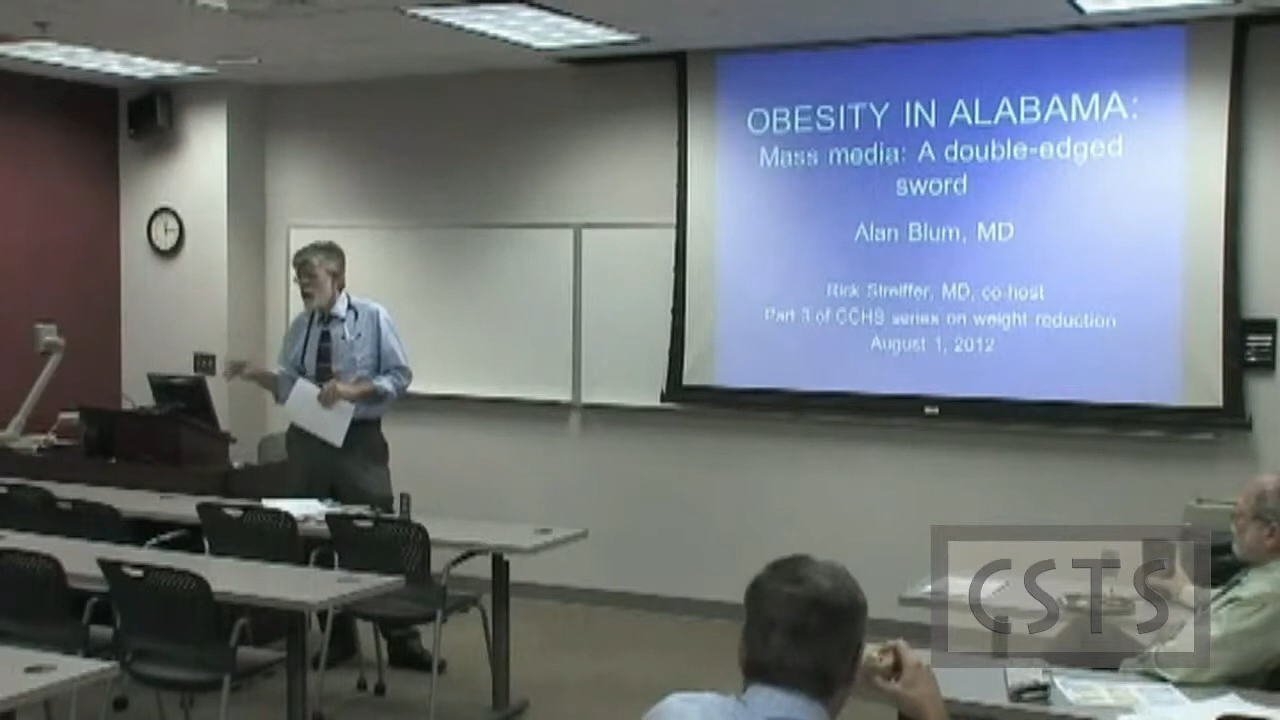 OBESITY IN ALABAMA:
Mass media: A double-edged
sword
Alan Blum, MD
Rick Streiffer, MD, co-host
Part 3 of CCHS series on weight reduction
August 1, 2012
CSTS